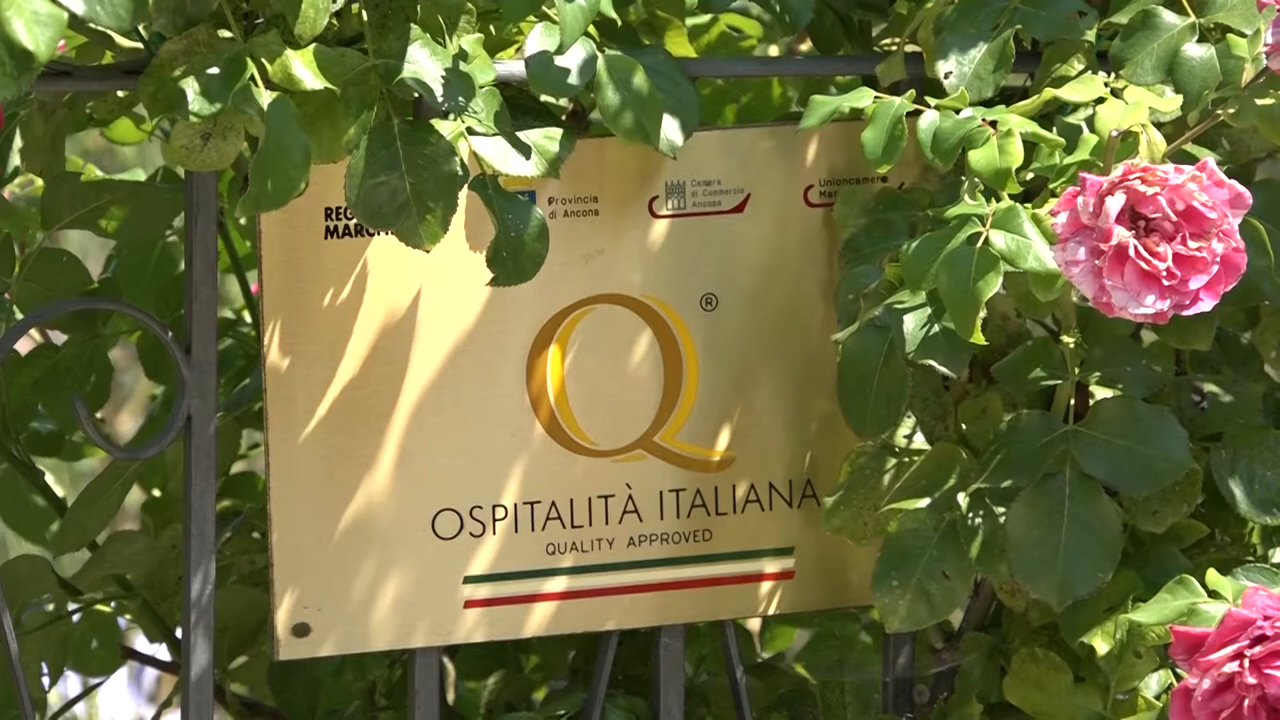 Provincia
di Ancona
Camera
di Commercio
Ancona
Unioncamere
Q ®
OSPITALITÀ ITALIANA
QUALITY APPROVED